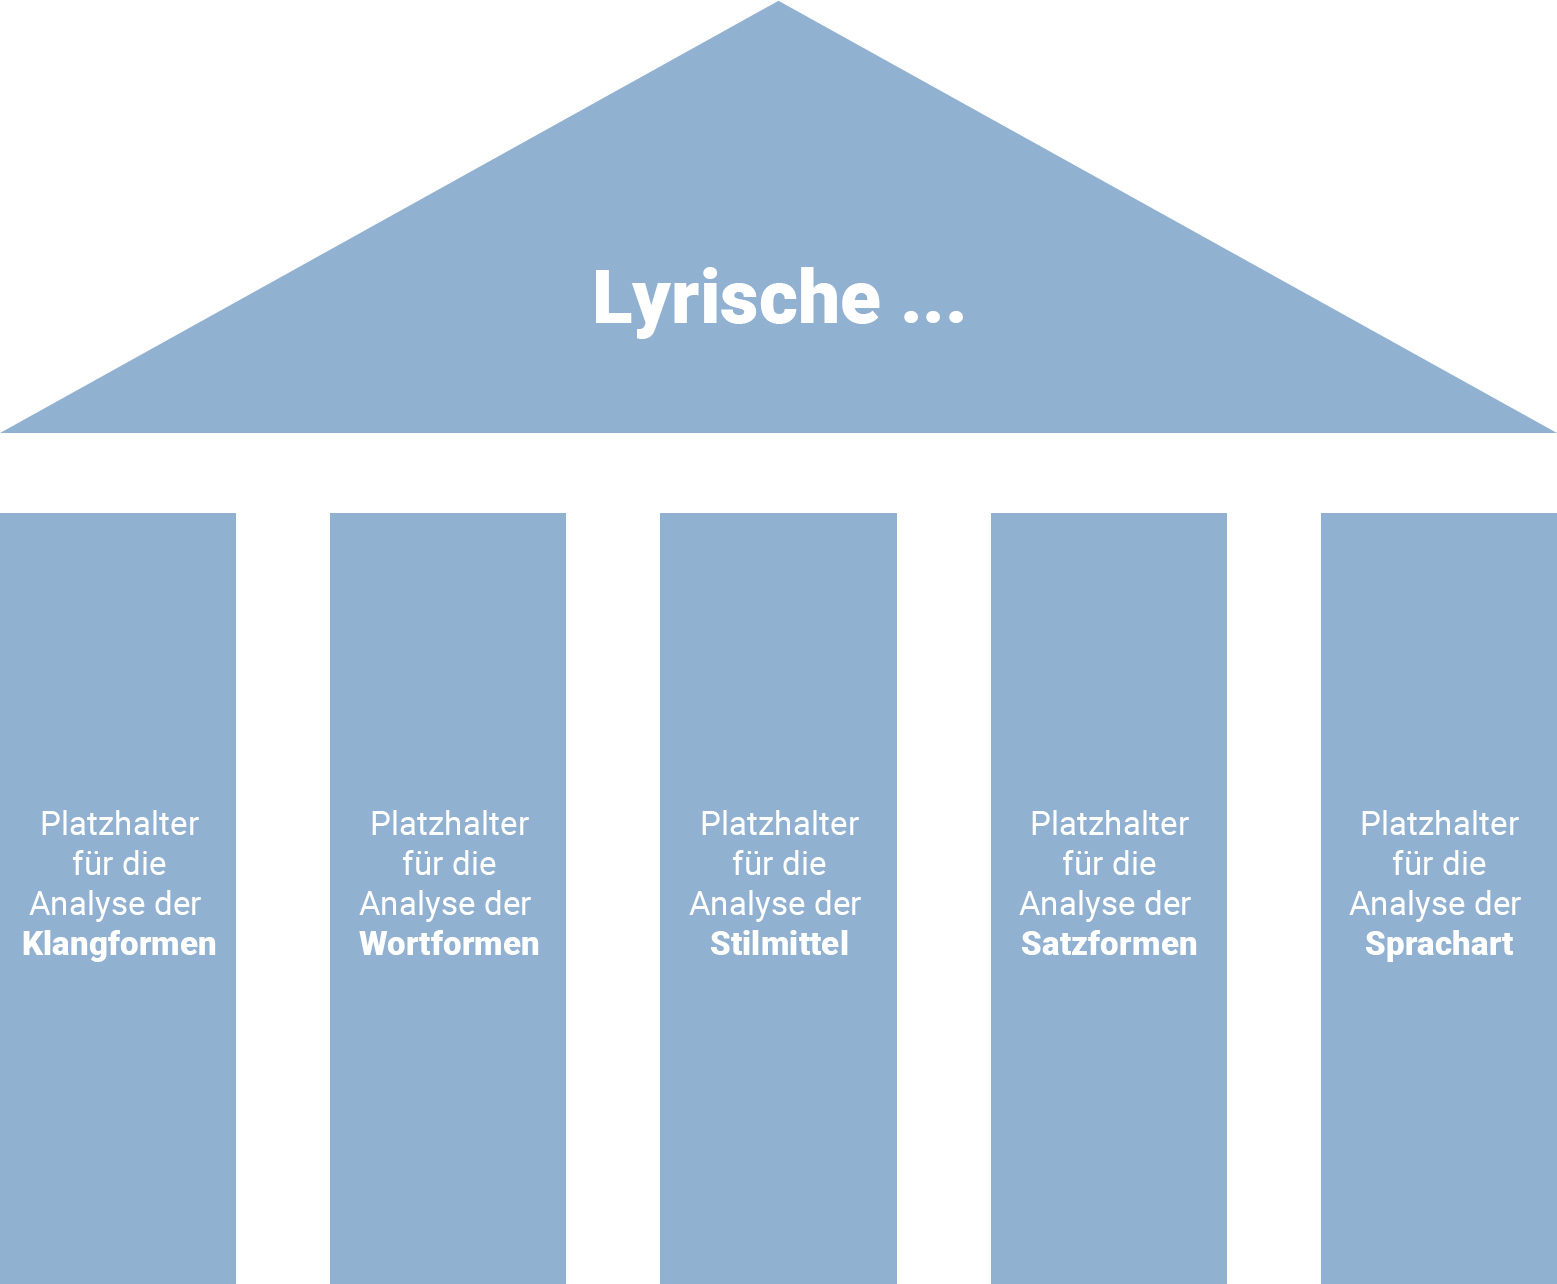 Lyrische ...
Platzhalter
für die
Analyse der
Klangformen
Platzhalter
für die
Analyse der
Wortformen
Platzhalter
für die
Analyse der
Stilmittel
Platzhalter
für die
Analyse der
Satzformen
Platzhalter
für die
Analyse der
Sprachart